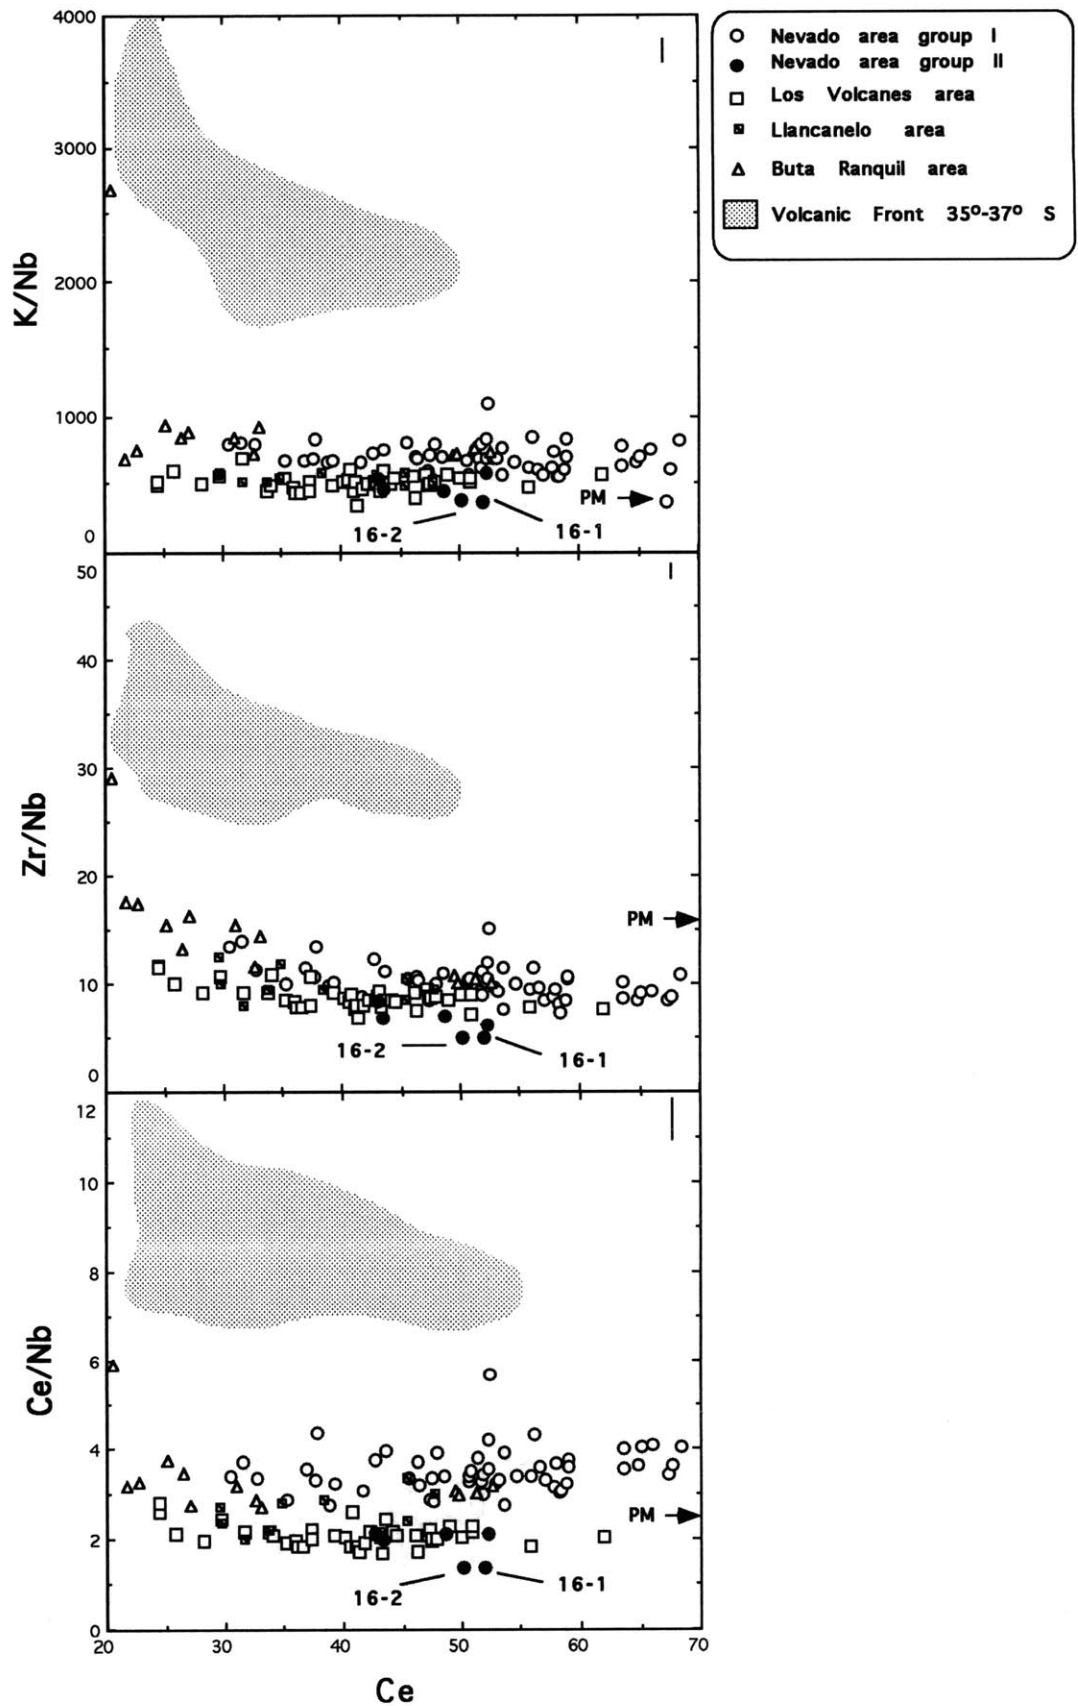 Nevado area group I
Nevado area group II
Los Volcanes area
Llancanelo area
Buta Ranquil area
Volcanic Front 35º-37º S
4000
3000
2000
1000
0
K/Nb
PM
16-2
16-1
50
40
30
20
10
0
Zr/Nb
PM
16-2
16-1
12
10
8
6
4
2
0
Ce/Nb
PM
16-2
16-1
20 30 40 50 60 70
Ce